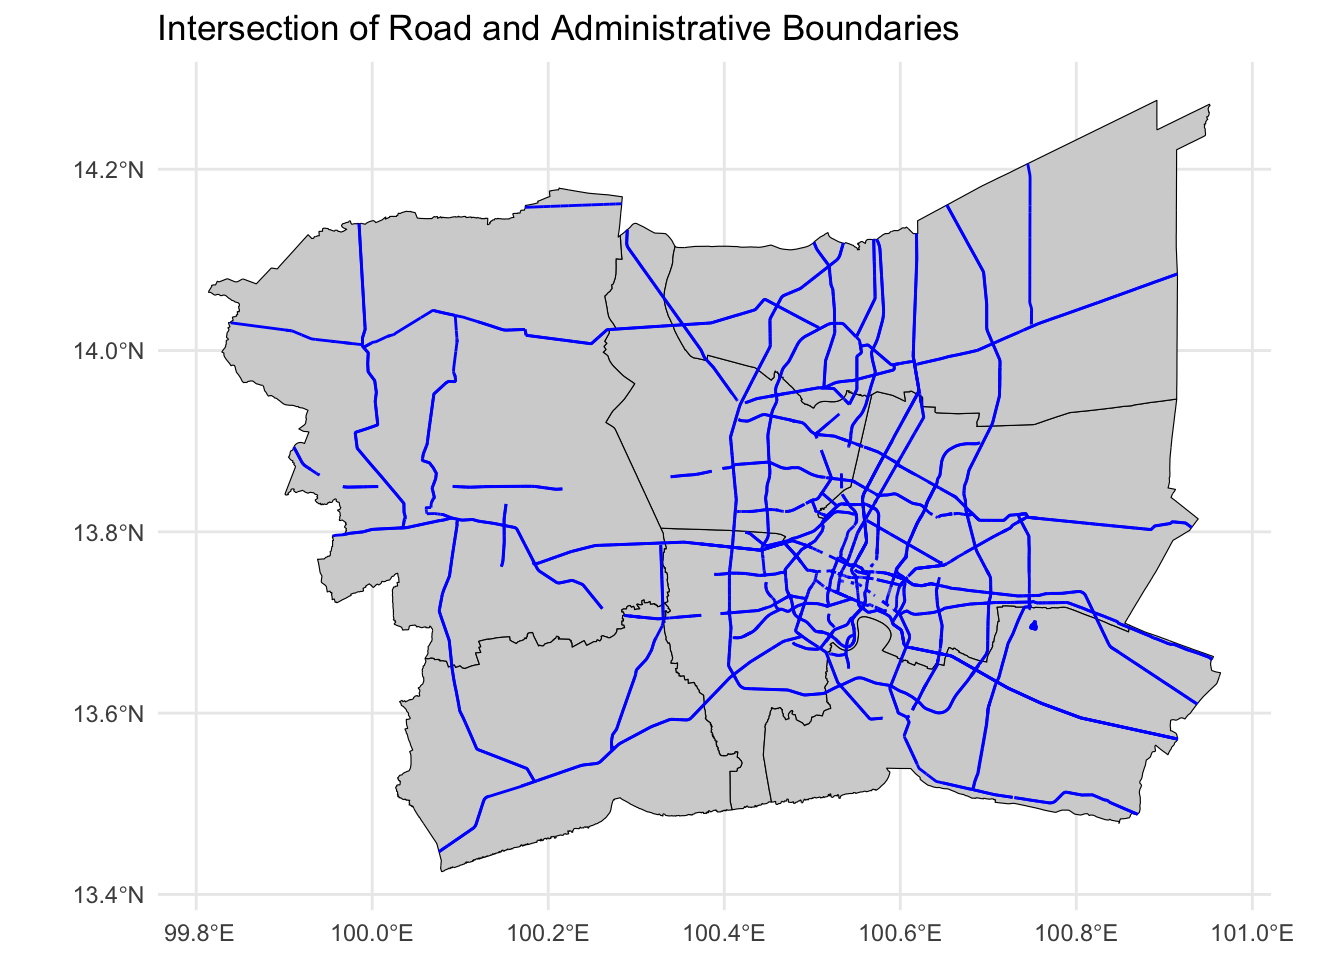 Intersection of Road and Administrative Boundaries
14.2°N
14.0°N
13.8°N
13.6°N
13.4°N
99.8°E
100.0°E
100.2°E
100.4°E
100.6°E
100.8°E
101.0°E